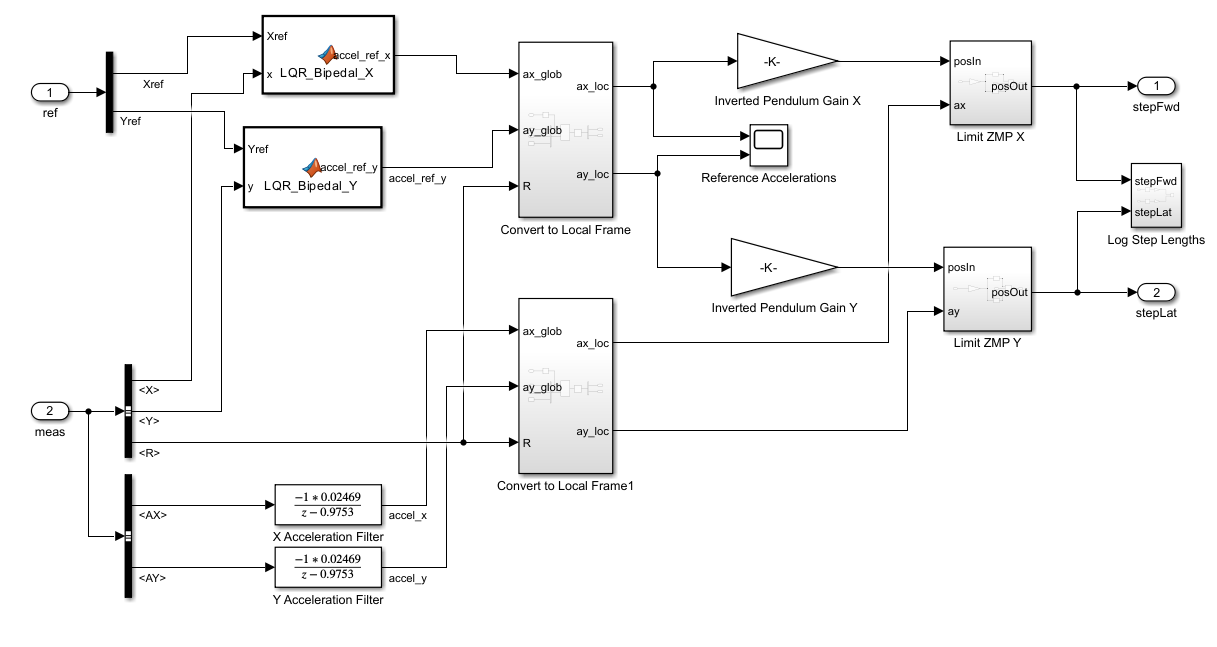 Xref
x
accel_ref_x
LQR_Bipedal_X
1
ref
Xref
Yref
Yref
y
accel_ref_y
LQR_Bipedal_Y
accel_ref_y
ax_glob
ay_glob
R
ax_loc
ay_loc
Convert to Local Frame
-K-
Inverted Pendulum Gain X
Reference Accelerations
-K-
Inverted Pendulum Gain Y
posIn
ax
posOut
Limit ZMP X
1
stepFwd
stepFwd
stepLat
Log Step Lengths
posIn
ay
posOut
Limit ZMP Y
2
stepLat
ax_glob
ay_glob
R
ax_loc
ay_loc
Convert to Local Frame1
2
meas
<X>
<Y>
<R>
<AX>
<AY>
−1 ∗ 0.02469
z − 0.9753
accel_x
X Acceleration Filter
−1 ∗ 0.02469
z − 0.9753
accel_y
Y Acceleration Filter